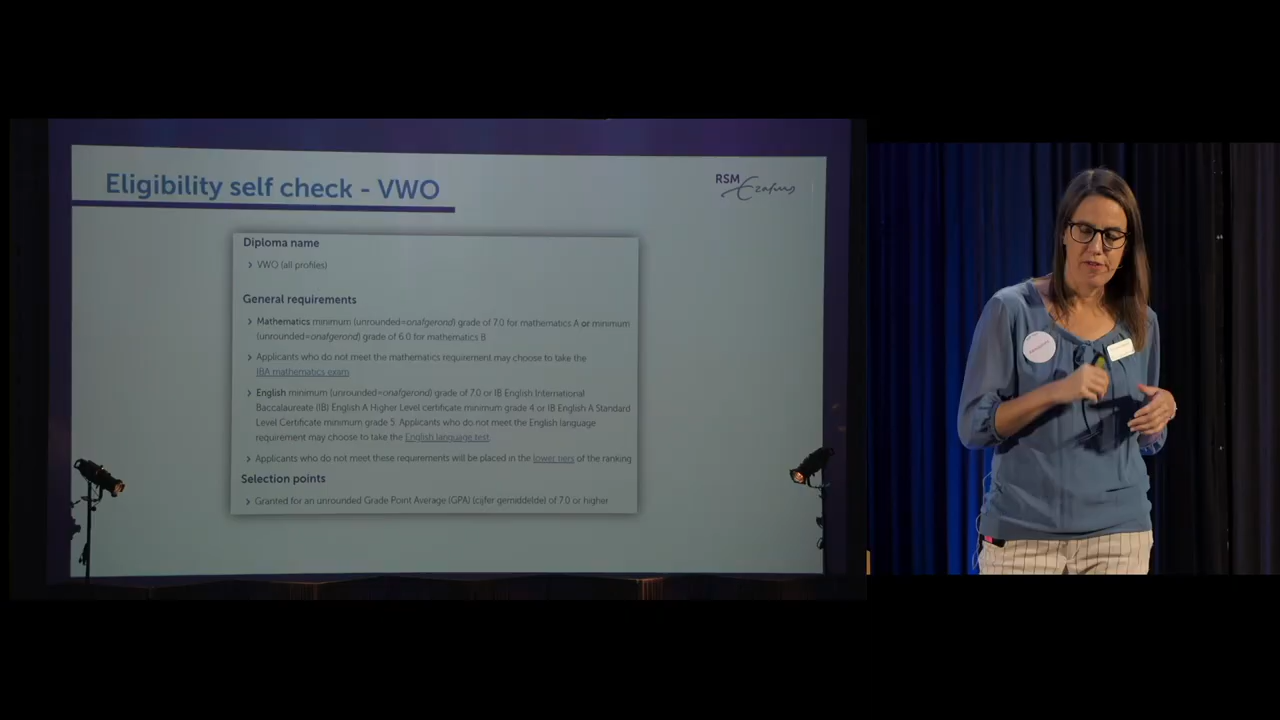 Eligibility self check - VWO
RSM
Erasmus
Diploma name
> VWO (all profiles)
General requirements
> Mathematics minimum (unrounded=onafgerond) grade of 7.0 for mathematics A or minimum
(unrounded=onafgerond) grade of 6.0 for mathematics B
> Applicants who do not meet the mathematics requirement may choose to take the
IBA mathematics exam
> English minimum (unrounded=onafgerond) grade of 7.0 or IB English International
Baccalaureate (IB) English A Higher Level certificate minimum grade 4 or IB English A Standard
Level Certificate minimum grade 5. Applicants who do not meet the English language
requirement may choose to take the English language test
> Applicants who do not meet these requirements will be placed in the lower tiers of the ranking
Selection points
> Granted for an unrounded Grade Point Average (GPA) (cijfer gemiddelde) of 7.0 or higher